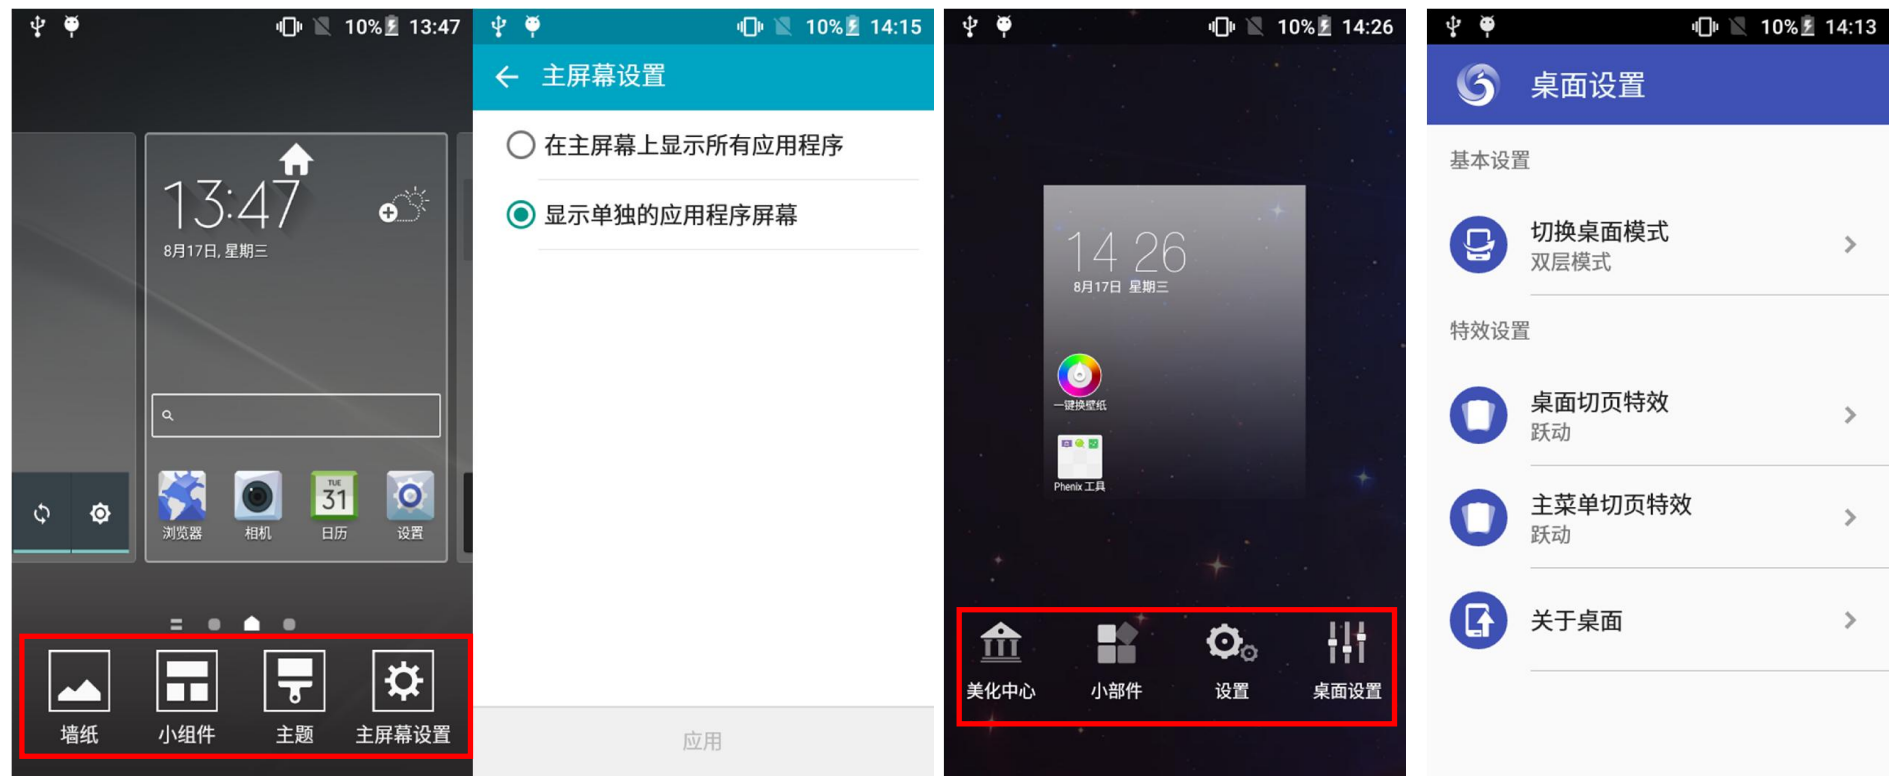 10% 13:47
13:47
8月17日, 星期三
浏览器
相机
TUE
31
日历
设置
墙纸
小组件
主题
主屏幕设置
10% 14:15
主屏幕设置
在主屏幕上显示所有应用程序
显示单独的应用程序屏幕
应用
10% 14:26
14 26
8月17日 星期三
一键换壁纸
Phenix 工具
美化中心
小部件
设置
桌面设置
10% 14:13
桌面设置
基本设置
切换桌面模式
双层模式
特效设置
桌面切页特效
跃动
主菜单切页特效
跃动
关于桌面